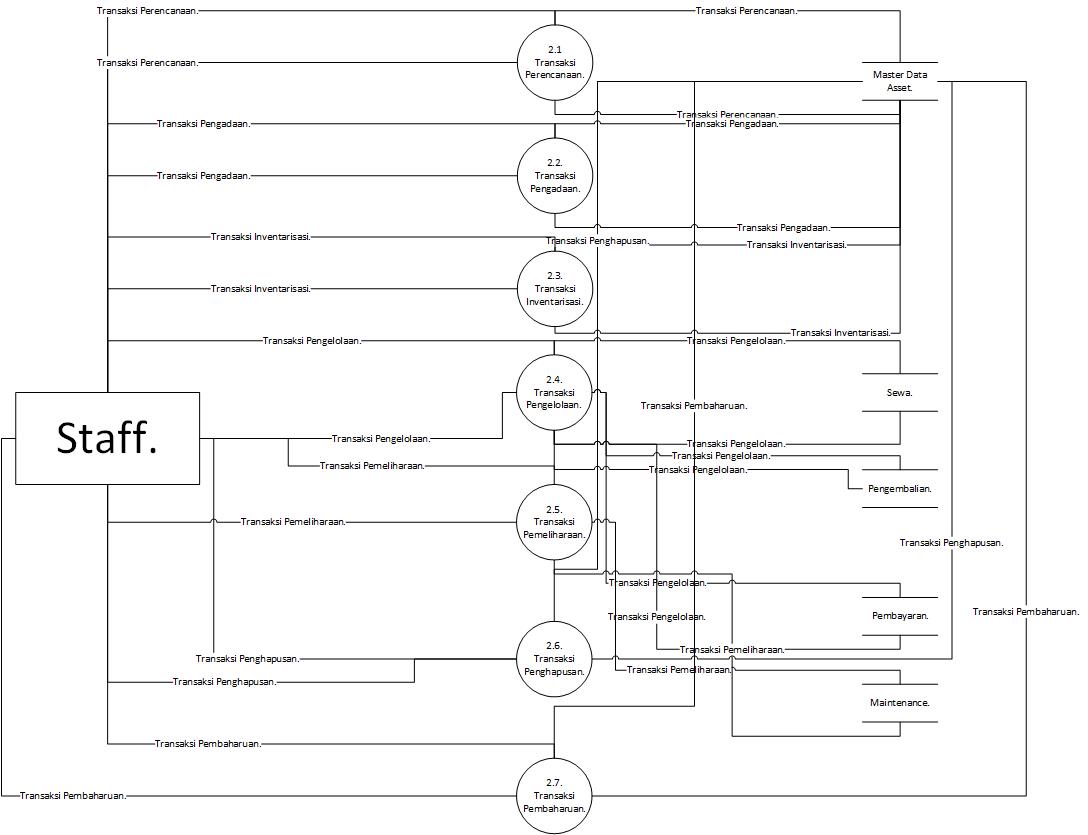 Transaksi Perencanaan.
Transaksi Perencanaan.
2.1
Transaksi
Perencanaan.
Transaksi Perencanaan.
Master Data
Asset.
Transaksi Perencanaan.
Transaksi Pengadaan.
Transaksi Pengadaan.
2.2.
Transaksi
Pengadaan.
Transaksi Pengadaan.
Transaksi Pengadaan.
Transaksi Inventarisasi.
Transaksi Penghapusan.
Transaksi Inventarisasi.
2.3.
Transaksi
Inventarisasi.
Transaksi Inventarisasi.
Transaksi Inventarisasi.
Transaksi Pengelolaan.
Transaksi Pengelolaan.
2.4.
Transaksi
Pengelolaan.
Sewa.
Transaksi Pembaharuan.
Staff.
Transaksi Pengelolaan.
Transaksi Pengelolaan.
Transaksi Pengelolaan.
Transaksi Pemeliharaan.
Transaksi Pengelolaan.
Pengembalian.
2.5.
Transaksi
Pemeliharaan.
Transaksi Pemeliharaan.
Transaksi Penghapusan.
Transaksi Pengelolaan.
Transaksi Pembaharuan.
Transaksi Pengelolaan.
Pembayaran.
2.6.
Transaksi
Penghapusan.
Transaksi Pemeliharaan.
Transaksi Penghapusan.
Transaksi Pemeliharaan.
Transaksi Penghapusan.
Maintenance.
Transaksi Pembaharuan.
2.7.
Transaksi
Pembaharuan.
Transaksi Pembaharuan.